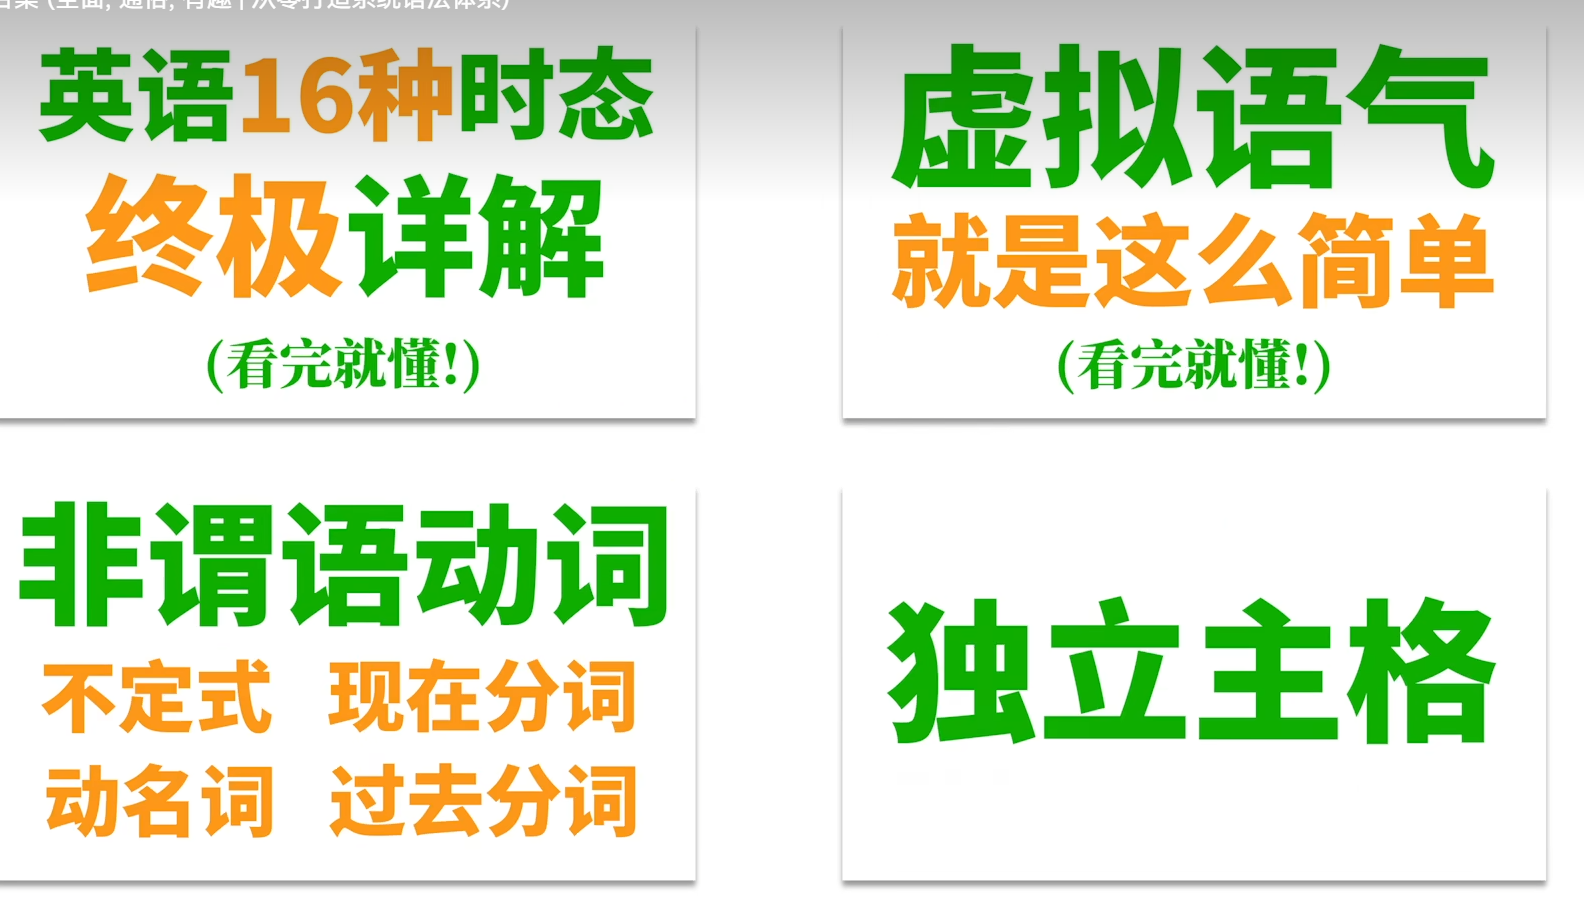 合集 (全面, 通俗, 有趣 | 从零打造系统语法体系)
英语16种时态
终极详解
(看完就懂!)
虚拟语气
就是这么简单
(看完就懂!)
非谓语动词
不定式 现在分词
动名词 过去分词
独立主格